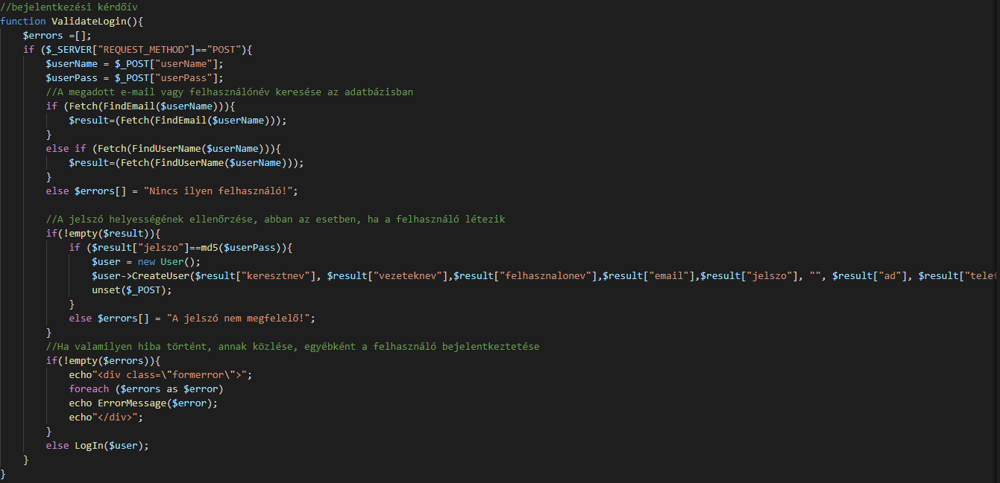 //bejelentkezési kérdőív
function ValidateLogin(){
    $errors =[];
    if ($_SERVER["REQUEST_METHOD"]=="POST"){
        $userName = $_POST["userName"];
        $userPass = $_POST["userPass"];
        //A megadott e-mail vagy felhasználónév keresése az adatbázisban
        if (Fetch(FindEmail($userName))){
            $result=(Fetch(FindEmail($userName)));
        }
        else if (Fetch(FindUserName($userName))){
            $result=(Fetch(FindUserName($userName)));
        }
        else $errors[] = "Nincs ilyen felhasználó!";

        //A jelszó helyességének ellenőrzése, abban az esetben, ha a felhasználó létezik
        if(!empty($result)){
            if ($result["jelszo"]==md5($userPass)){
                $user = new User();
                $user->CreateUser($result["keresztnev"], $result["vezeteknev"],$result["felhasznalonev"],$result["email"],$result["jelszo"], "", $result["ad"], $result["tele
                unset($_POST);
            }
            else $errors[] = "A jelszó nem megfelelő!";
        }
        //Ha valamilyen hiba történt, annak közlése, egyébként a felhasználó bejelentkeztetése
        if(!empty($errors)){
            echo"<div class=\"formerror\">";
            foreach ($errors as $error)
            echo ErrorMessage($error);
            echo"</div>";
        }
        else LogIn($user);
    }
}